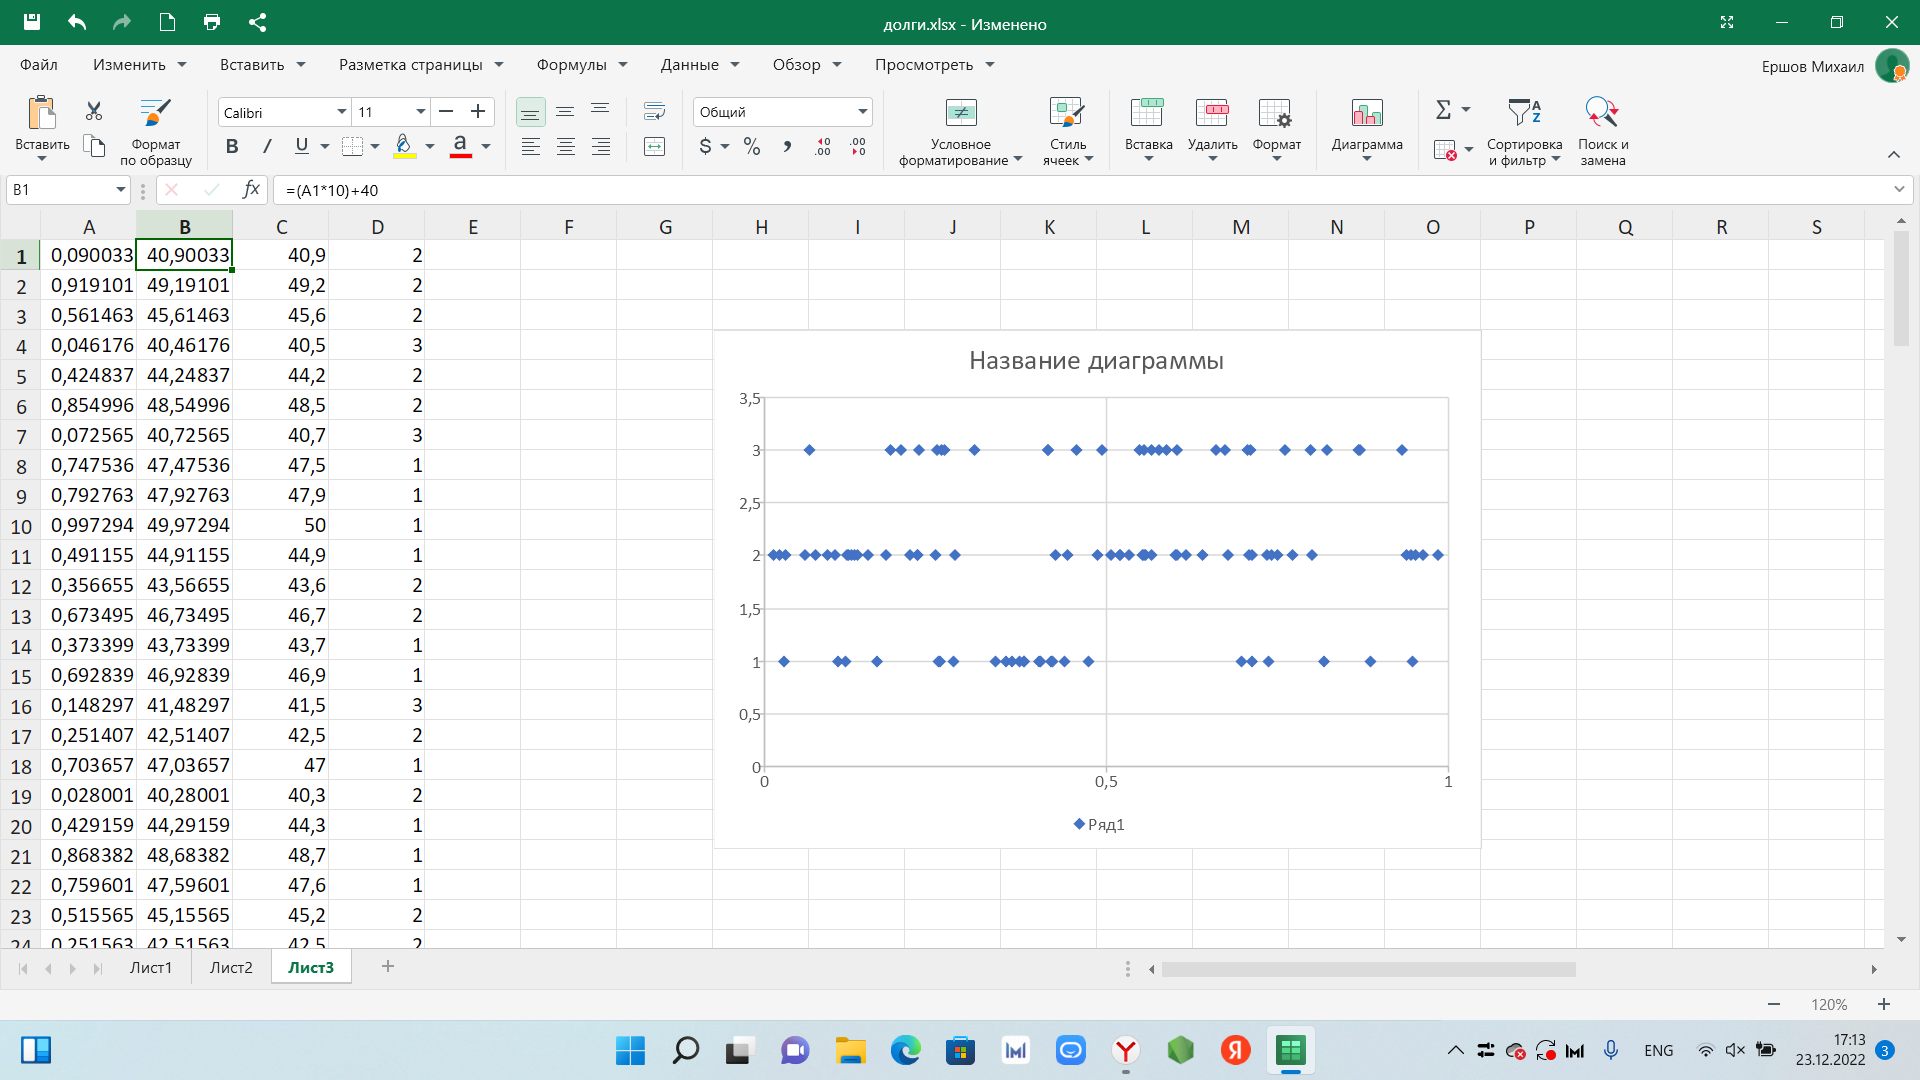 долги.xlsx - Изменено
Файл Изменить Вставить Разметка страницы Формулы Данные Обзор Просмотреть Ершов Михаил
Вставить Формат по образцу Calibri 11 Общий Условное форматирование Стиль ячеек Вставка Удалить Формат Диаграмма Сортировка и фильтр Поиск и замена
B1 fx =(A1*10)+40
A B C D E F G H I J K L M N O P Q R S
1 0,090033 40,90033 40,9 2
2 0,919101 49,19101 49,2 2
3 0,561463 45,61463 45,6 2
4 0,046176 40,46176 40,5 3
5 0,424837 44,24837 44,2 2
6 0,854996 48,54996 48,5 2
7 0,072565 40,72565 40,7 3
8 0,747536 47,47536 47,5 1
9 0,792763 47,92763 47,9 1
10 0,997294 49,97294 50 1
11 0,491155 44,91155 44,9 1
12 0,356655 43,56655 43,6 2
13 0,673495 46,73495 46,7 2
14 0,373399 43,73399 43,7 1
15 0,692839 46,92839 46,9 1
16 0,148297 41,48297 41,5 3
17 0,251407 42,51407 42,5 2
18 0,703657 47,03657 47 1
19 0,028001 40,28001 40,3 2
20 0,429159 44,29159 44,3 1
21 0,868382 48,68382 48,7 1
22 0,759601 47,59601 47,6 1
23 0,515565 45,15565 45,2 2
24 0,251563 42,51563 42,5 2
Название диаграммы
3,5
3
2,5
2
1,5
1
0,5
0
0 0,5 1
Ряд1
Лист1 Лист2 Лист3
120%
ENG 17:13
23.12.2022 3